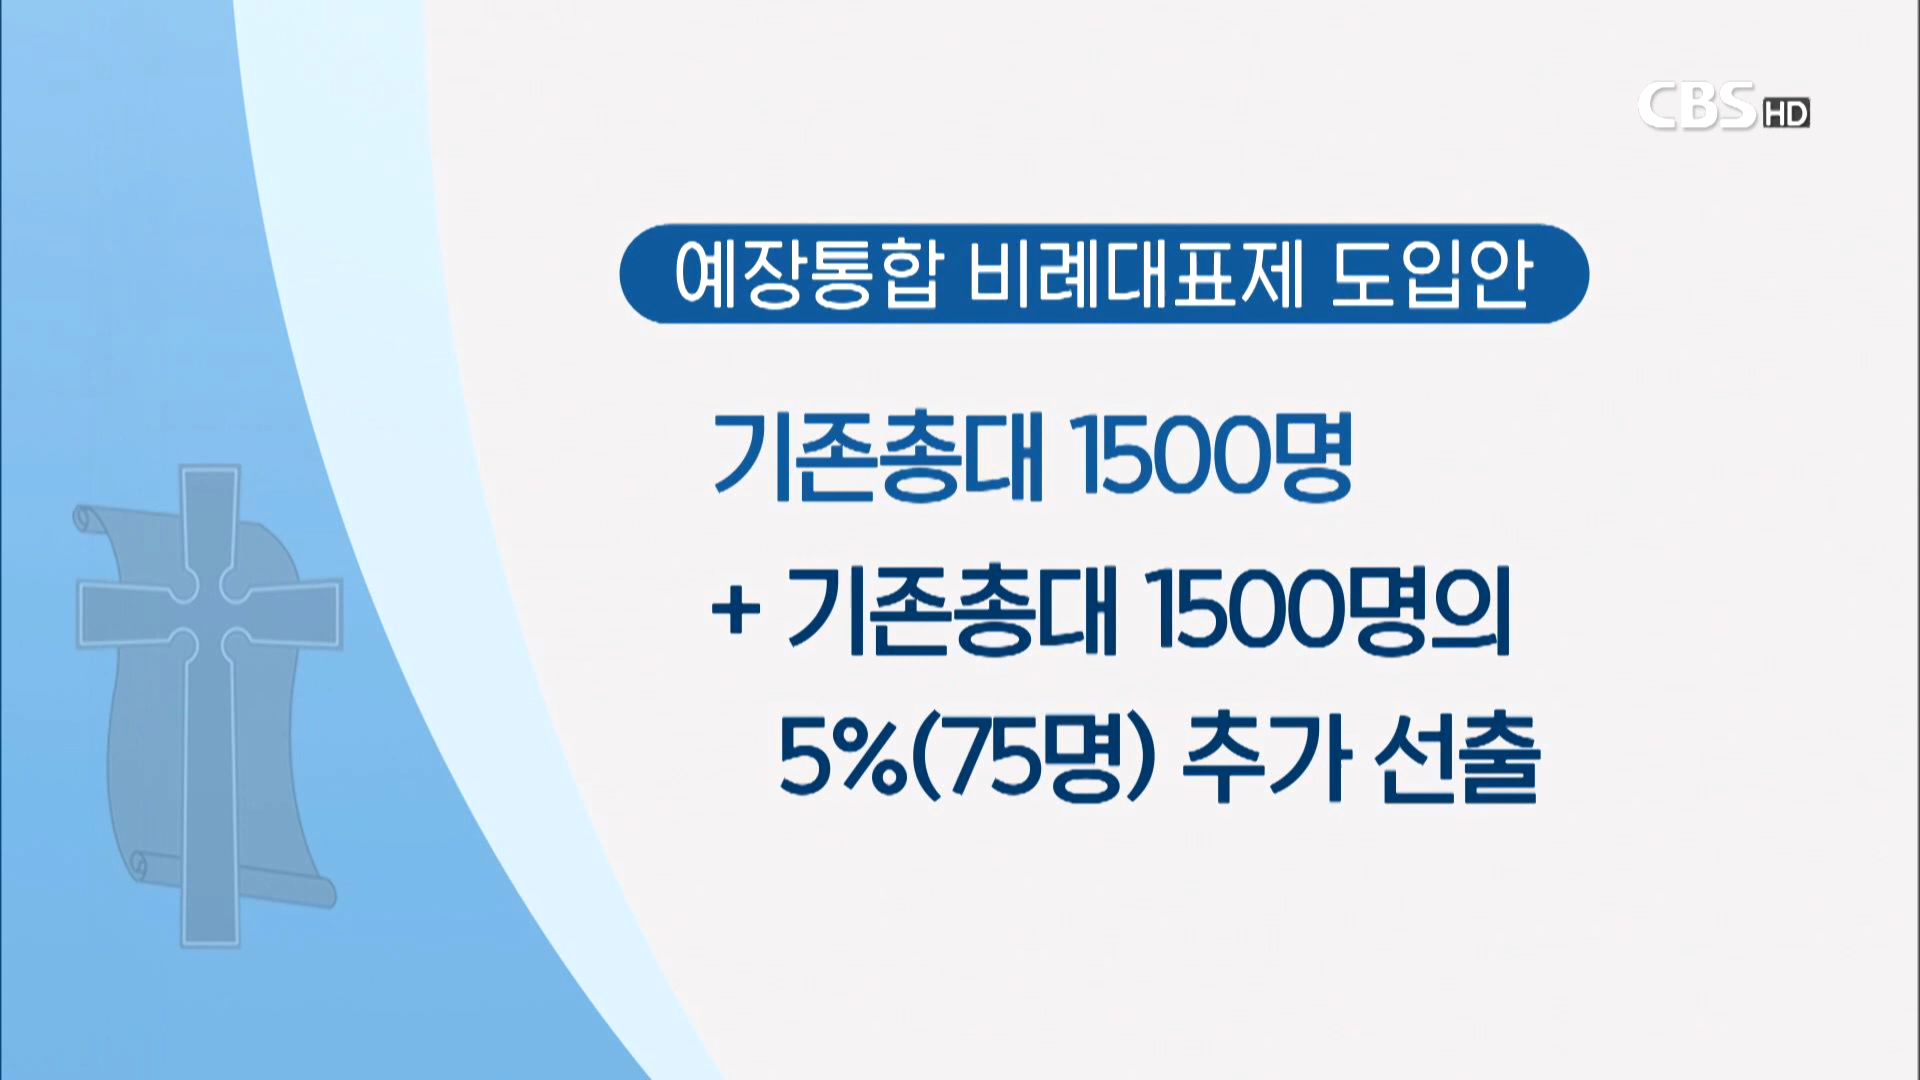 CBS HD
예장통합 비례대표제 도입안
기존총대 1500명
+ 기존총대 1500명의
5%(75명) 추가 선출